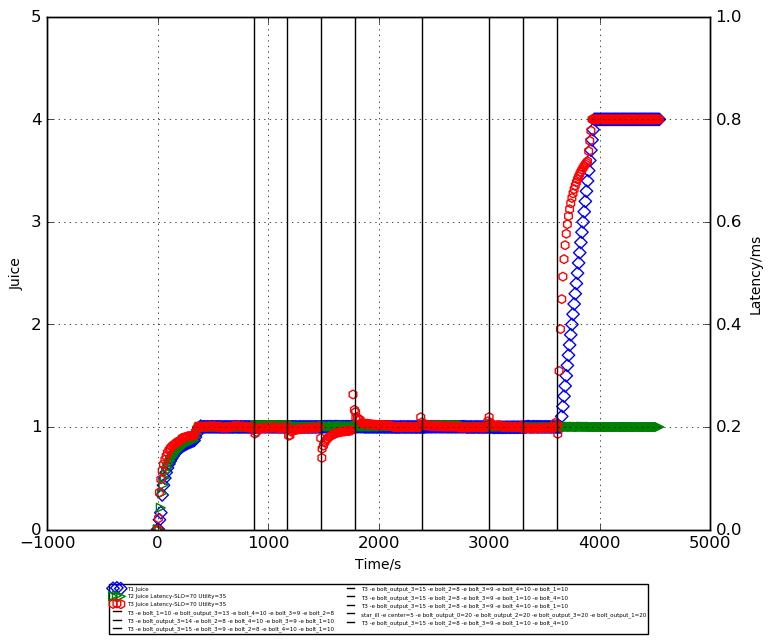 5
4
3
2
1
0
Juice
1.0
0.8
0.6
0.4
0.2
0.0
Latency/ms
−1000
0
1000
2000
3000
4000
5000
Time/s
T1 Juice
T2 Juice Latency-SLD=70 Utility=35
T3 Juice Latency-SLD=70 Utility=35
T3 -e bolt_1=10 -e bolt_output_3=13 -e bolt_4=10 -e bolt_3=9 -e bolt_2=8
T3 -e bolt_output_3=14 -e bolt_2=8 -e bolt_4=10 -e bolt_3=9 -e bolt_1=10
T3 -e bolt_output_3=15 -e bolt_3=9 -e bolt_2=8 -e bolt_4=10 -e bolt_1=10
T3 -e bolt_output_3=15 -e bolt_2=8 -e bolt_3=9 -e bolt_4=10 -e bolt_1=10
T3 -e bolt_output_3=15 -e bolt_2=8 -e bolt_3=9 -e bolt_1=10 -e bolt_4=10
T3 -e bolt_output_3=15 -e bolt_2=8 -e bolt_3=9 -e bolt_4=10 -e bolt_1=10
star_tl -e center=5 -e bolt_output_0=20 -e bolt_output_2=20 -e bolt_output_3=20 -e bolt_output_1=20
T3 -e bolt_output_3=15 -e bolt_2=8 -e bolt_3=9 -e bolt_1=10 -e bolt_4=10